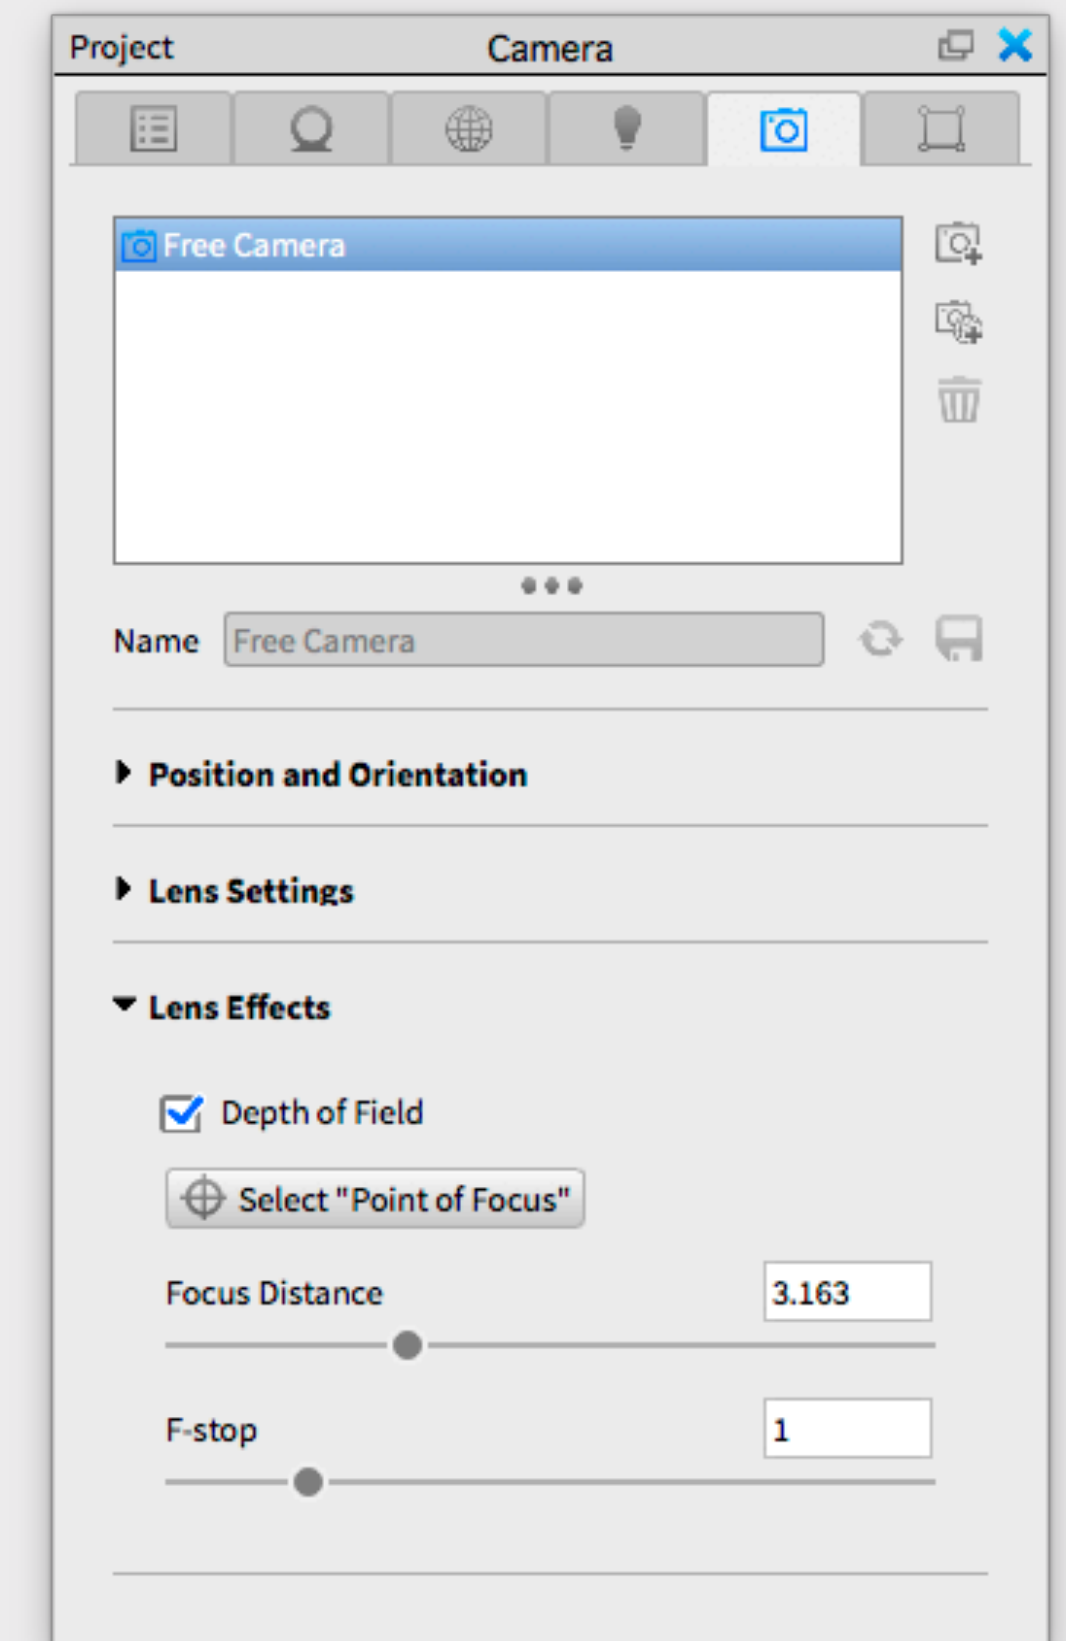 Project Camera
Free Camera
Name Free Camera
Position and Orientation
Lens Settings
Lens Effects
Depth of Field
Select "Point of Focus"
Focus Distance 3.163
F-stop 1